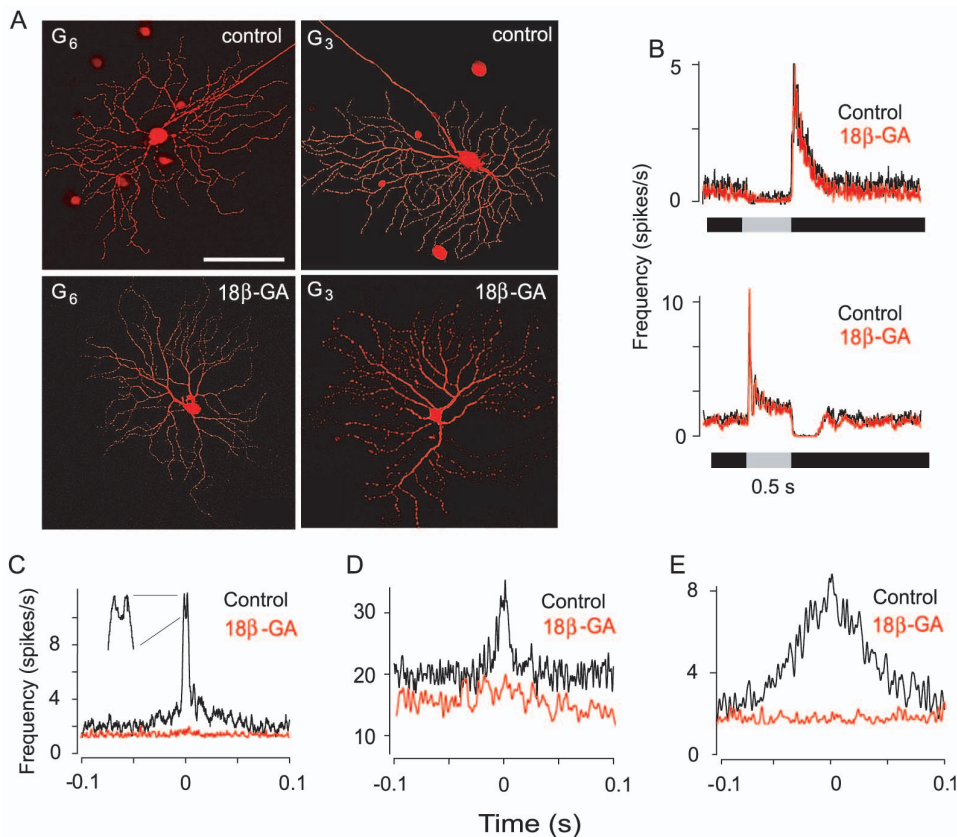 A
G6 control
G3 control
G6 18β-GA
G3 18β-GA
B
Frequency (spikes/s)
5
0
Control
18β-GA
10
0
Control
18β-GA
0.5 s
C
Frequency (spikes/s)
8
4
0
Control
18β-GA
-0.1 0 0.1
D
30
20
10
Control
18β-GA
-0.1 0 0.1
E
8
4
0
Control
18β-GA
-0.1 0 0.1
Time (s)